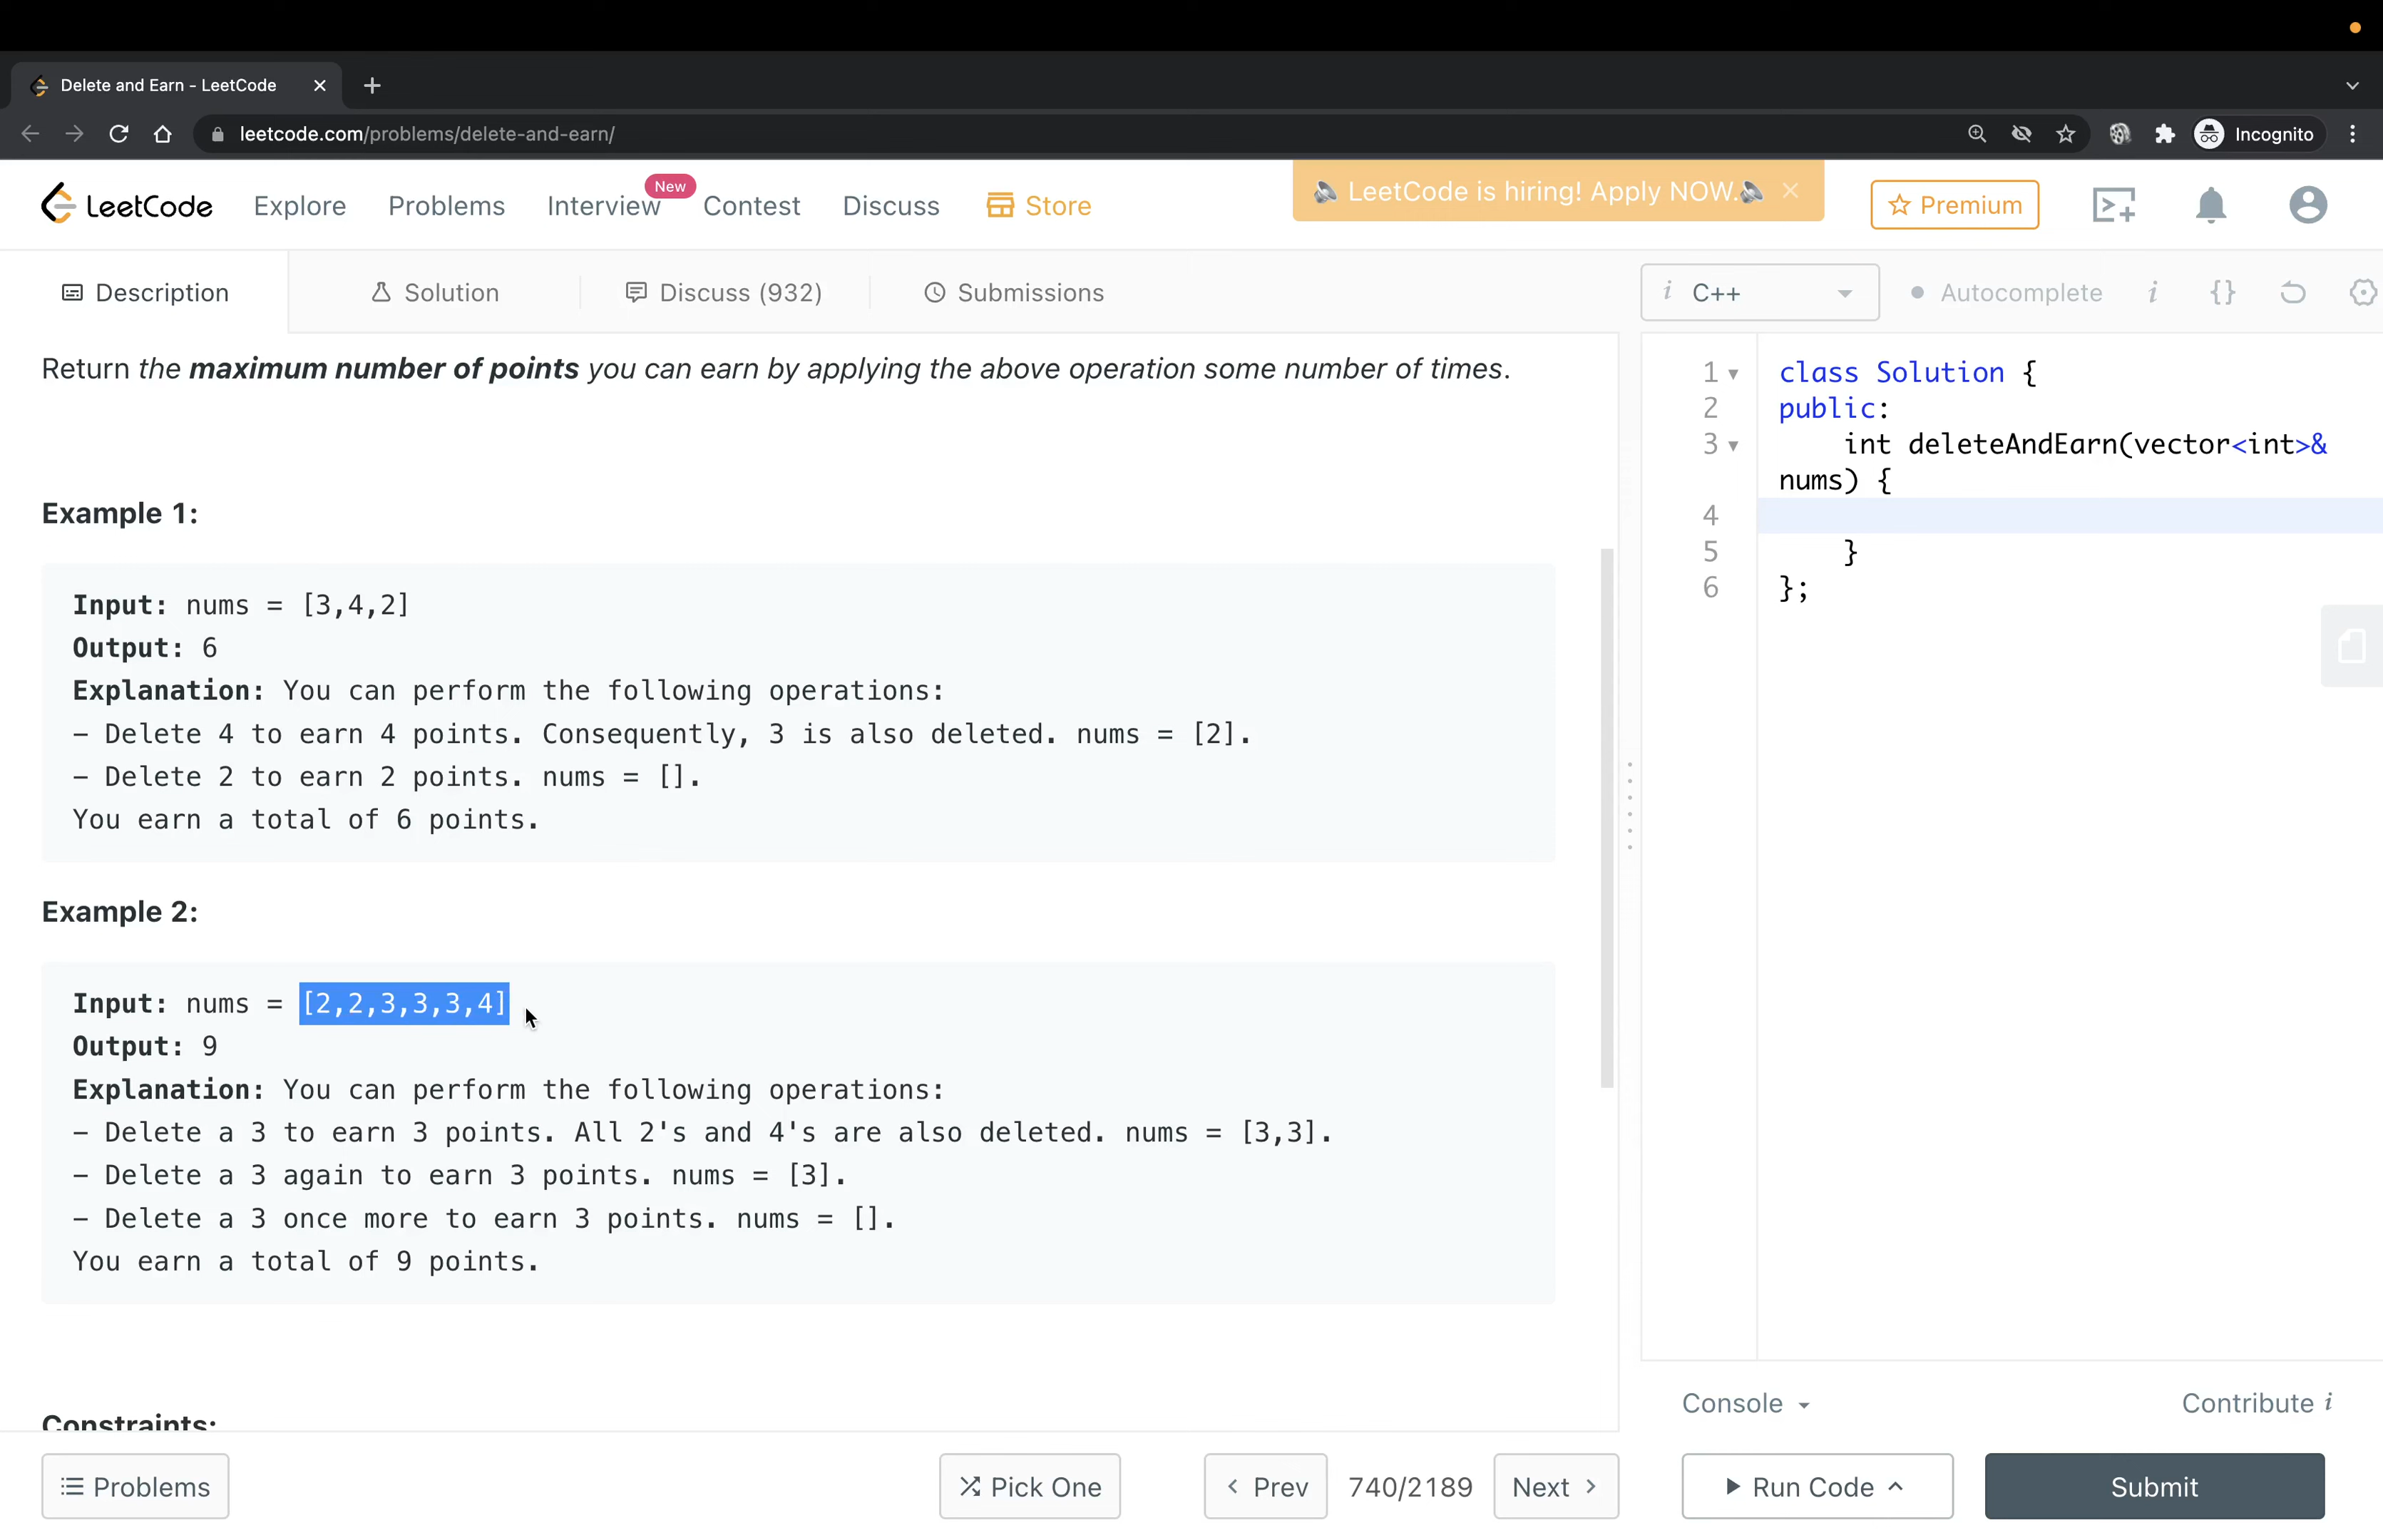 Delete and Earn - LeetCode
leetcode.com/problems/delete-and-earn/
Incognito
LeetCode
Explore
Problems
Interview
New
Contest
Discuss
Store
LeetCode is hiring! Apply NOW.
Premium
Description
Solution
Discuss (932)
Submissions
i C++
Autocomplete
i
{}
Return the maximum number of points you can earn by applying the above operation some number of times.
Example 1:
Input: nums = [3,4,2]
Output: 6
Explanation: You can perform the following operations:
- Delete 4 to earn 4 points. Consequently, 3 is also deleted. nums = [2].
- Delete 2 to earn 2 points. nums = [].
You earn a total of 6 points.
Example 2:
Input: nums = [2,2,3,3,3,4]
Output: 9
Explanation: You can perform the following operations:
- Delete a 3 to earn 3 points. All 2's and 4's are also deleted. nums = [3,3].
- Delete a 3 again to earn 3 points. nums = [3].
- Delete a 3 once more to earn 3 points. nums = [].
You earn a total of 9 points.
Constraints:
1 class Solution {
2 public:
3 int deleteAndEarn(vector<int>&
nums) {
4
5 }
6 };
Console
Contribute i
Problems
Pick One
Prev
740/2189
Next
Run Code
Submit